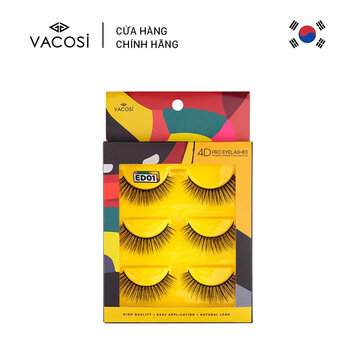 VACOSI
CỬA HÀNG
CHÍNH HÃNG
VACOSI
4D PRO EYELASHES
ED01
HIGH QUALITY • EASY APPLICATION • NATURAL LOOK